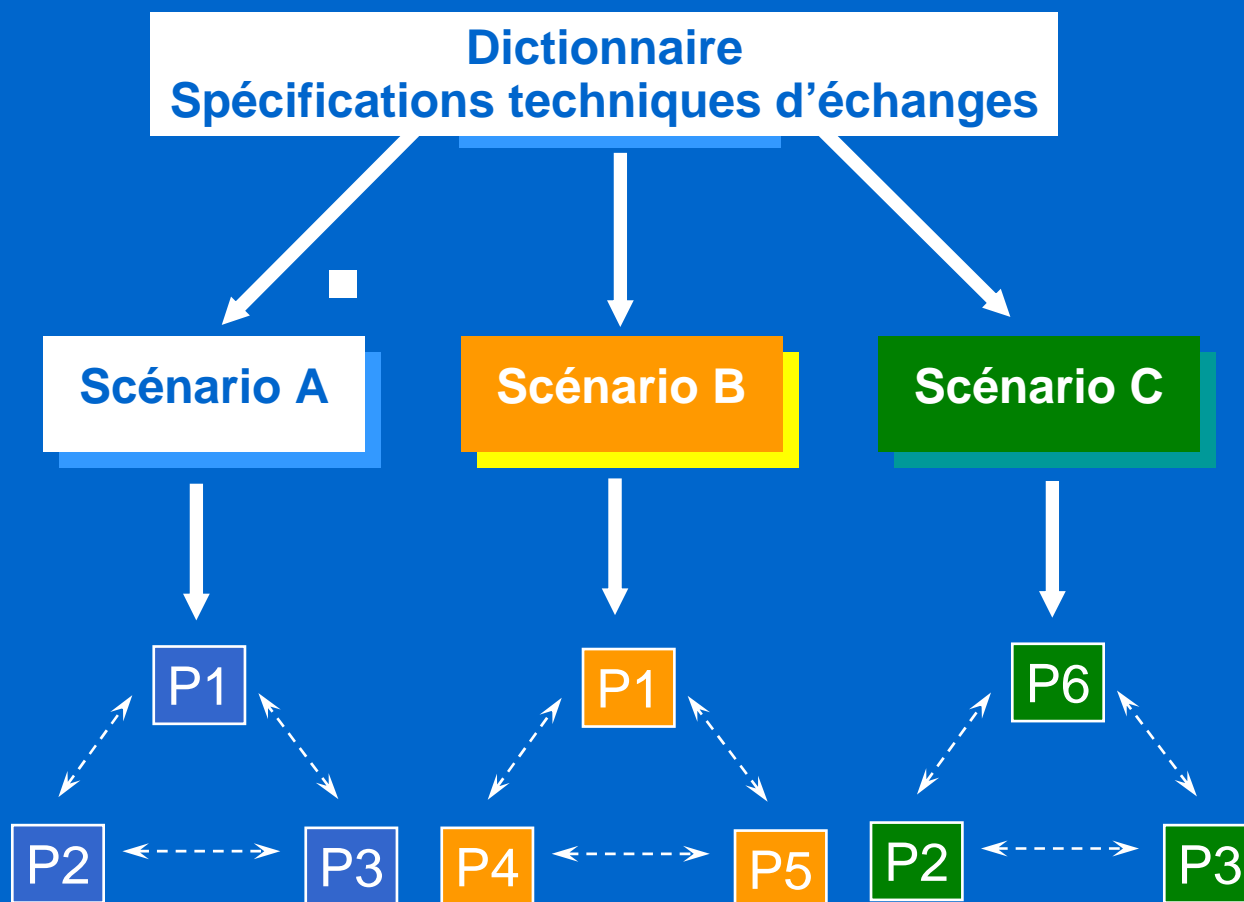 Dictionnaire
Spécifications techniques d’échanges
Scénario A
Scénario B
Scénario C
P1
P1
P6
P2
P3
P4
P5
P2
P3